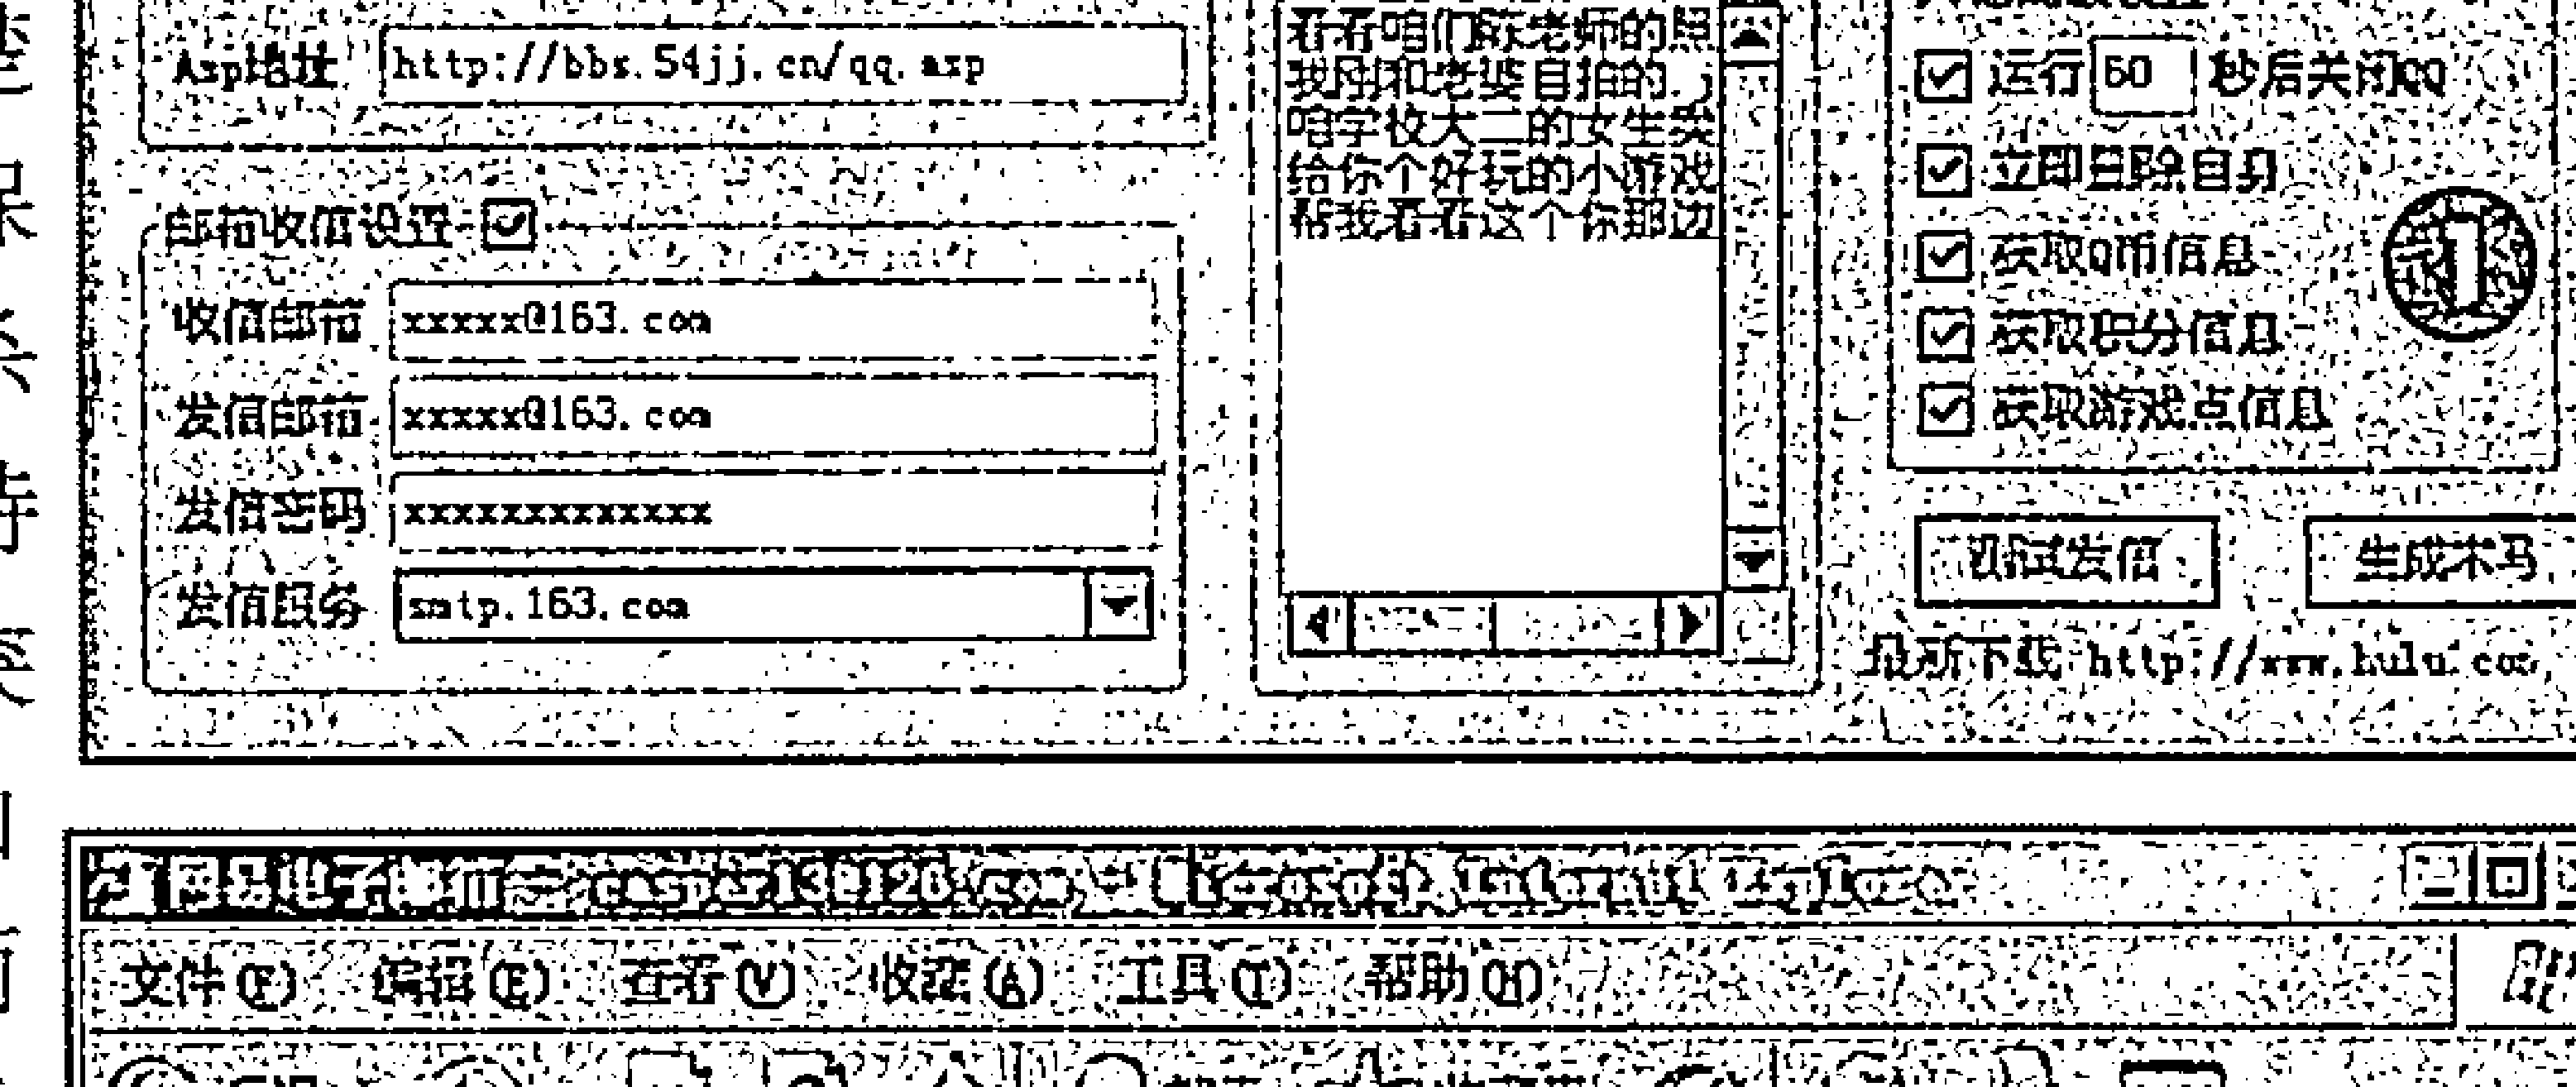 Asp地址 http://bbs.54jj.cn/qq.asp
邮箱收信设置
收信邮箱 xxxxx@163.com
发信邮箱 xxxxx@163.com
发信密码 xxxxxxxxxxxxx
发信服务 smtp.163.com
看看咱们班老师的照
我刚和老婆自拍的.j
咱学校大二的女生卖
给你个好玩的小游戏
帮我看看这个你那边
运行 60 秒后关闭QQ
立即删除自身
获取Q币信息
获取积分信息
获取游戏点信息
测试发信 生成木马
最新下载 http://www.hulu.com
文件(F) 编辑(E) 查看(V) 收藏(A) 工具(T) 帮助(H)